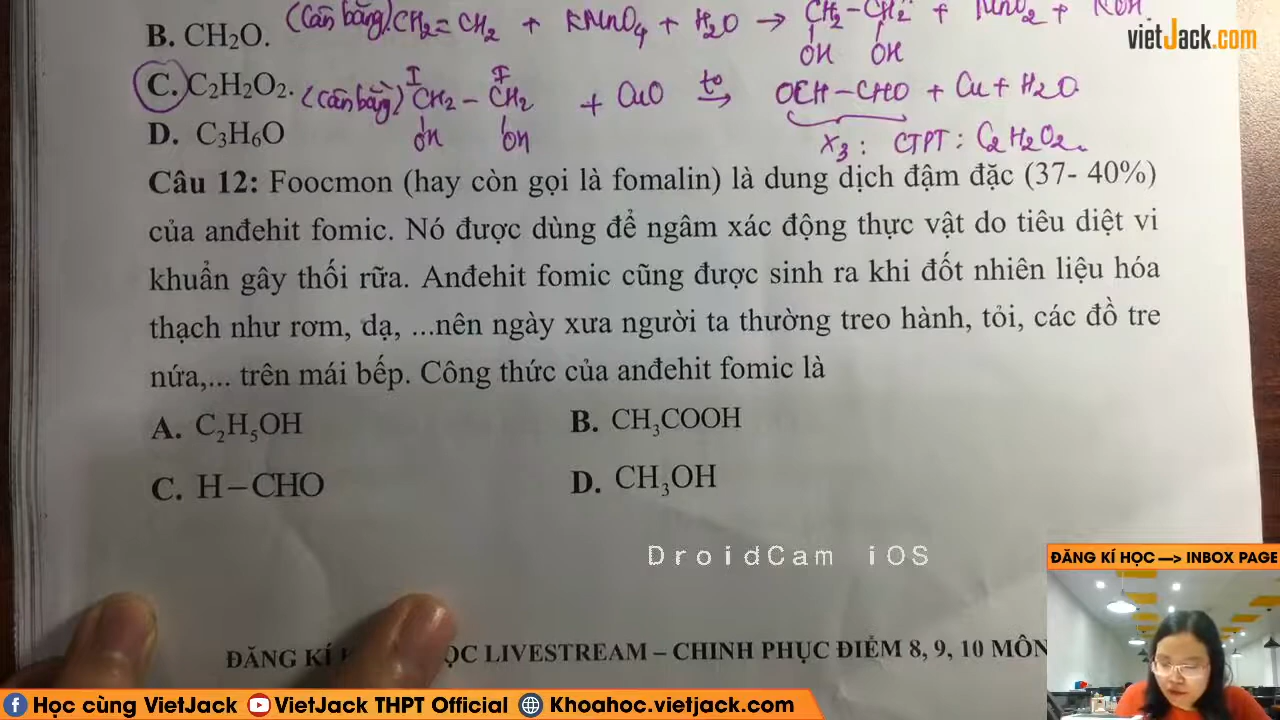 B. CH₂O. (Cân bằng) CH₂=CH₂ + KMnO₄ + H₂O → CH₂-CH₂ + MnO₂ + KOH
OH OH
vietJack.com
C. C₂H₂O₂. (cân bằng) CH₂ - CH₂ + CuO t° → OCH-CHO + Cu + H₂O
I I
OH OH
D. C₃H₆O
X₃ : CTPT : C₂H₂O₂.
Câu 12: Foocmon (hay còn gọi là fomalin) là dung dịch đậm đặc (37- 40%)
của anđehit fomic. Nó được dùng để ngâm xác động thực vật do tiêu diệt vi
khuẩn gây thối rữa. Anđehit fomic cũng được sinh ra khi đốt nhiên liệu hóa
thạch như rơm, dạ, ...nên ngày xưa người ta thường treo hành, tỏi, các đồ tre
nứa,... trên mái bếp. Công thức của anđehit fomic là
A. C₂H₅OH B. CH₃COOH
C. H-CHO D. CH₃OH
DroidCam iOS
ĐĂNG KÍ HỌC —> INBOX PAGE
ĐĂNG KÍ ỌC LIVESTREAM – CHINH PHỤC ĐIỂM 8, 9, 10 MÔN
Học cùng VietJack VietJack THPT Official Khoahoc.vietjack.com